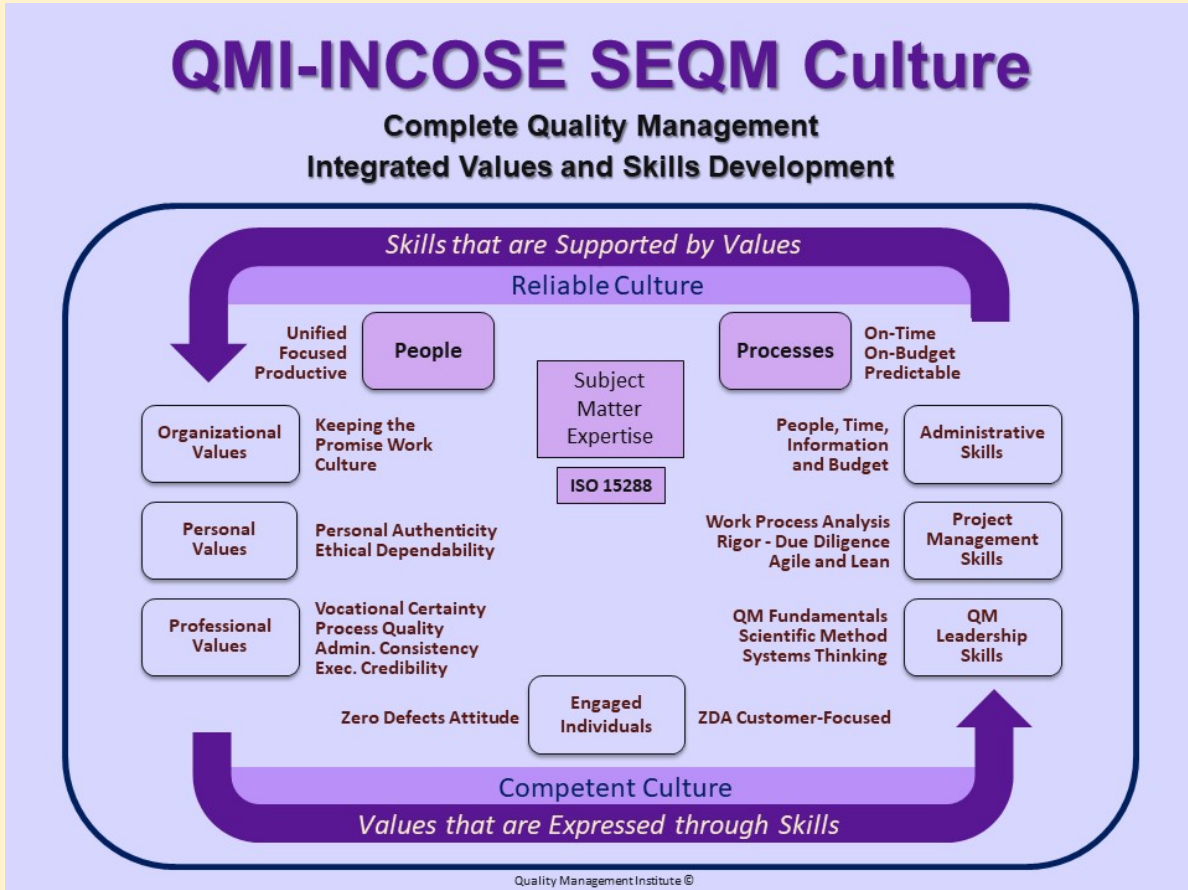 QMI-INCOSE SEQM Culture
Complete Quality Management
Integrated Values and Skills Development
Skills that are Supported by Values
Reliable Culture
Unified
Focused
Productive
People
Processes
On-Time
On-Budget
Predictable
Subject
Matter
Expertise
ISO 15288
Organizational
Values
Keeping the
Promise Work
Culture
People, Time,
Information
and Budget
Administrative
Skills
Personal
Values
Personal Authenticity
Ethical Dependability
Work Process Analysis
Rigor - Due Diligence
Agile and Lean
Project
Management
Skills
Professional
Values
Vocational Certainty
Process Quality
Admin. Consistency
Exec. Credibility
QM Fundamentals
Scientific Method
Systems Thinking
QM
Leadership
Skills
Zero Defects Attitude
Engaged
Individuals
ZDA Customer-Focused
Competent Culture
Values that are Expressed through Skills
Quality Management Institute ©